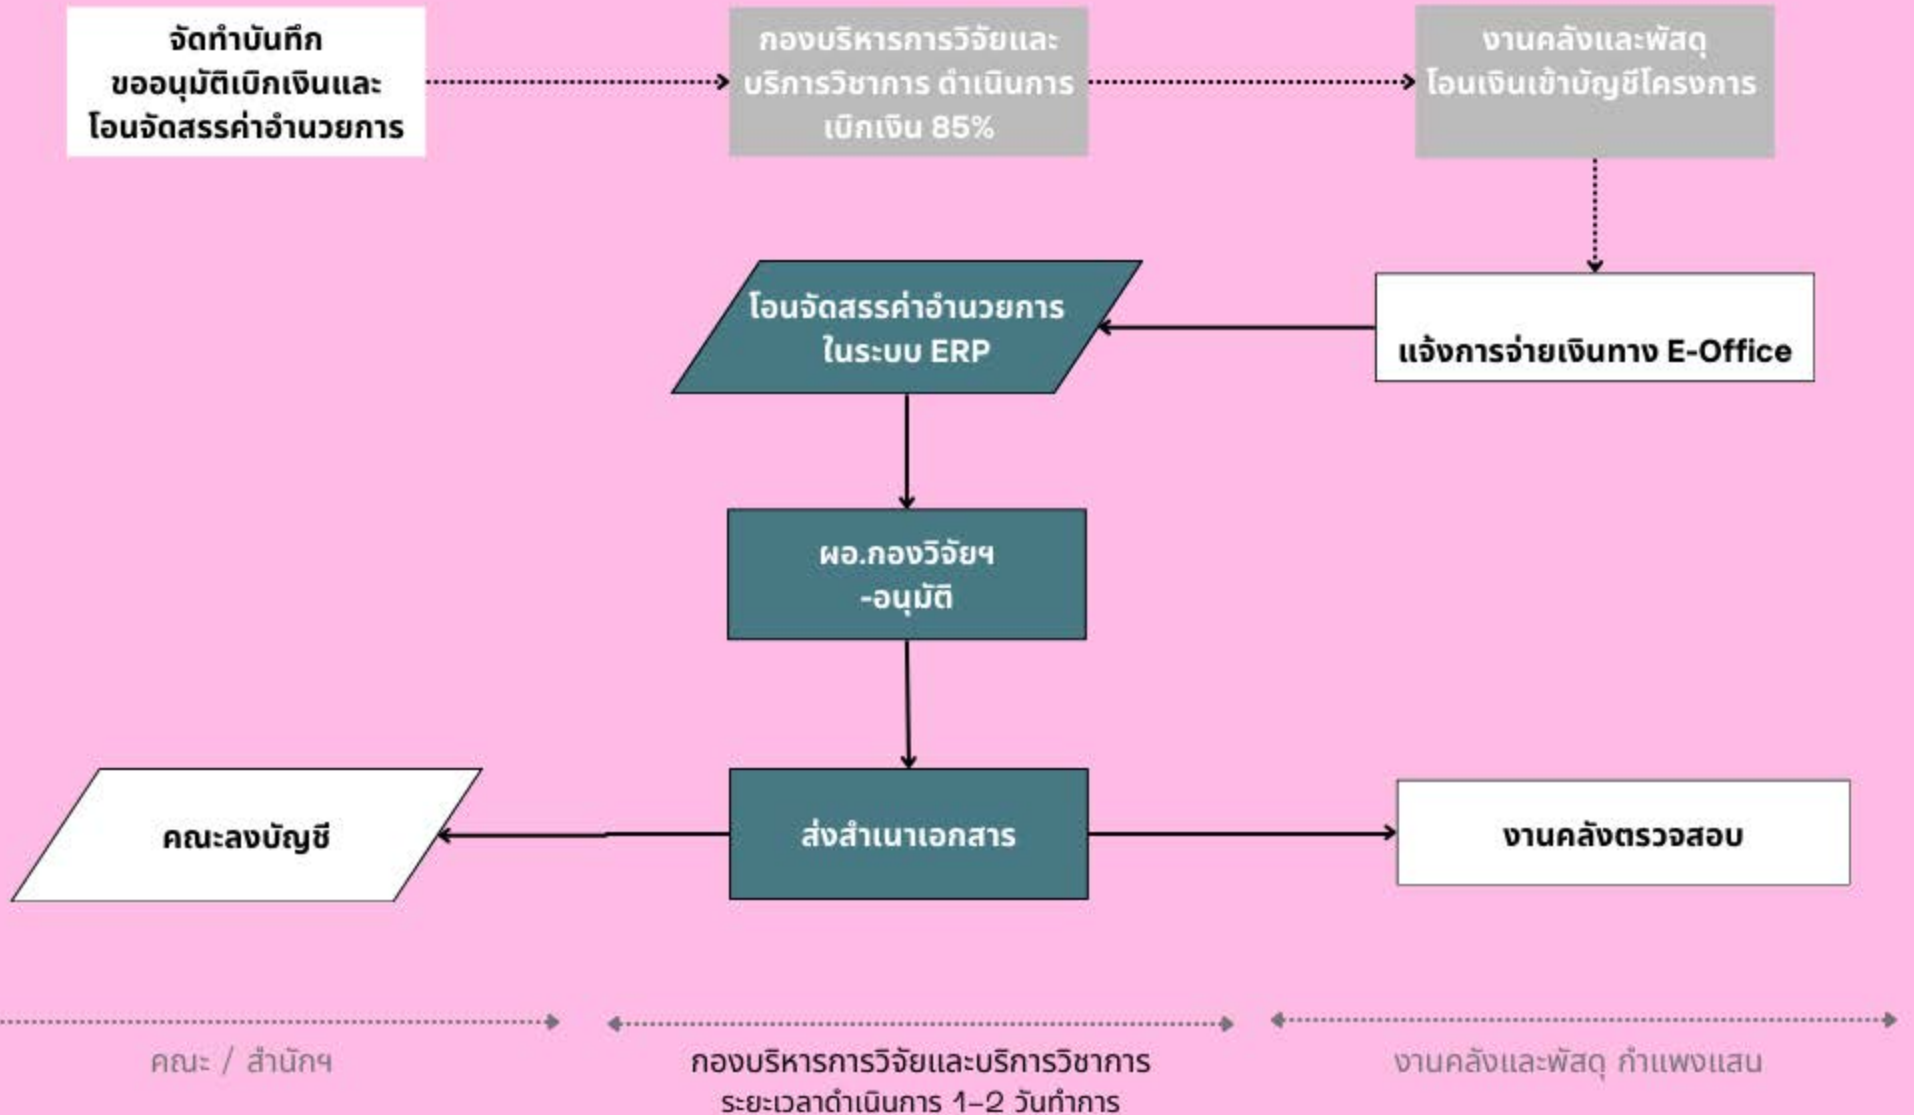 จัดทำบันทึก
ขออนุมัติเบิกเงินและ
โอนจัดสรรค่าอำนวยการ
กองบริหารการวิจัยและ
บริการวิชาการ ดำเนินการ
เบิกเงิน 85%
งานคลังและพัสดุ
โอนเงินเข้าบัญชีโครงการ
โอนจัดสรรค่าอำนวยการ
ในระบบ ERP
แจ้งการจ่ายเงินทาง E-Office
ผอ.กองวิจัยฯ
-อนุมัติ
คณะลงบัญชี
ส่งสำเนาเอกสาร
งานคลังตรวจสอบ
คณะ / สำนักฯ
กองบริหารการวิจัยและบริการวิชาการ
ระยะเวลาดำเนินการ 1–2 วันทำการ
งานคลังและพัสดุ กำแพงแสน